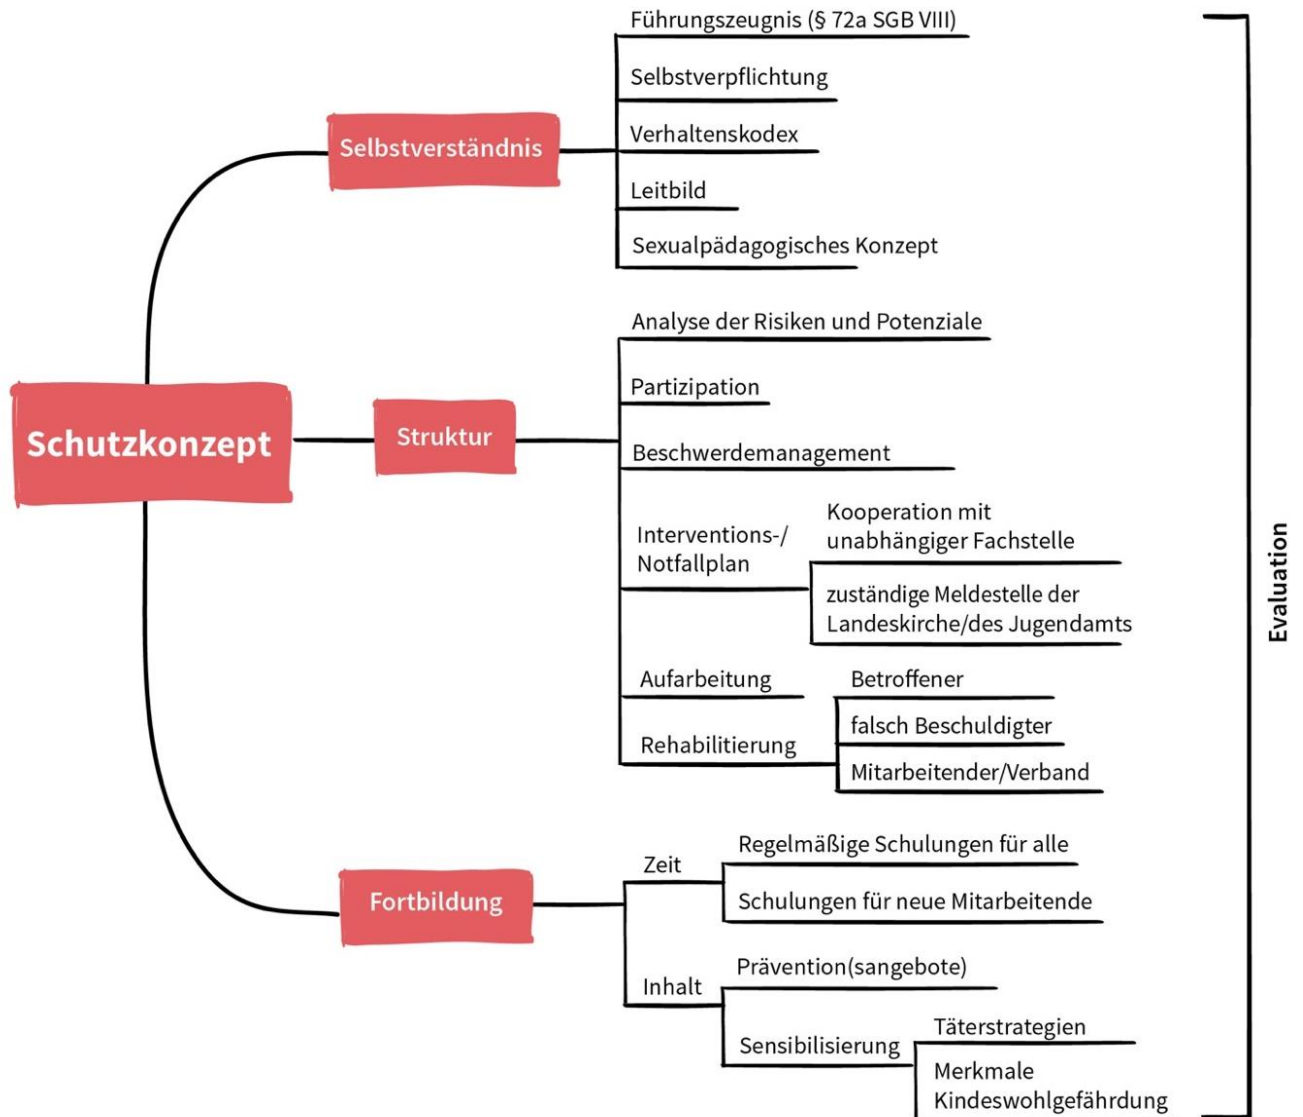 Führungszeugnis (§ 72a SGB VIII)
Selbstverpflichtung
Selbstverständnis
Verhaltenskodex
Leitbild
Sexualpädagogisches Konzept
Schutzkonzept
Struktur
Analyse der Risiken und Potenziale
Partizipation
Beschwerdemanagement
Interventions-/
Notfallplan
Kooperation mit
unabhängiger Fachstelle
zuständige Meldestelle der
Landeskirche/des Jugendamts
Aufarbeitung
Rehabilitierung
Betroffener
falsch Beschuldigter
Mitarbeitender/Verband
Fortbildung
Zeit
Regelmäßige Schulungen für alle
Schulungen für neue Mitarbeitende
Inhalt
Prävention(sangebote)
Sensibilisierung
Täterstrategien
Merkmale
Kindeswohlgefährdung
Evaluation